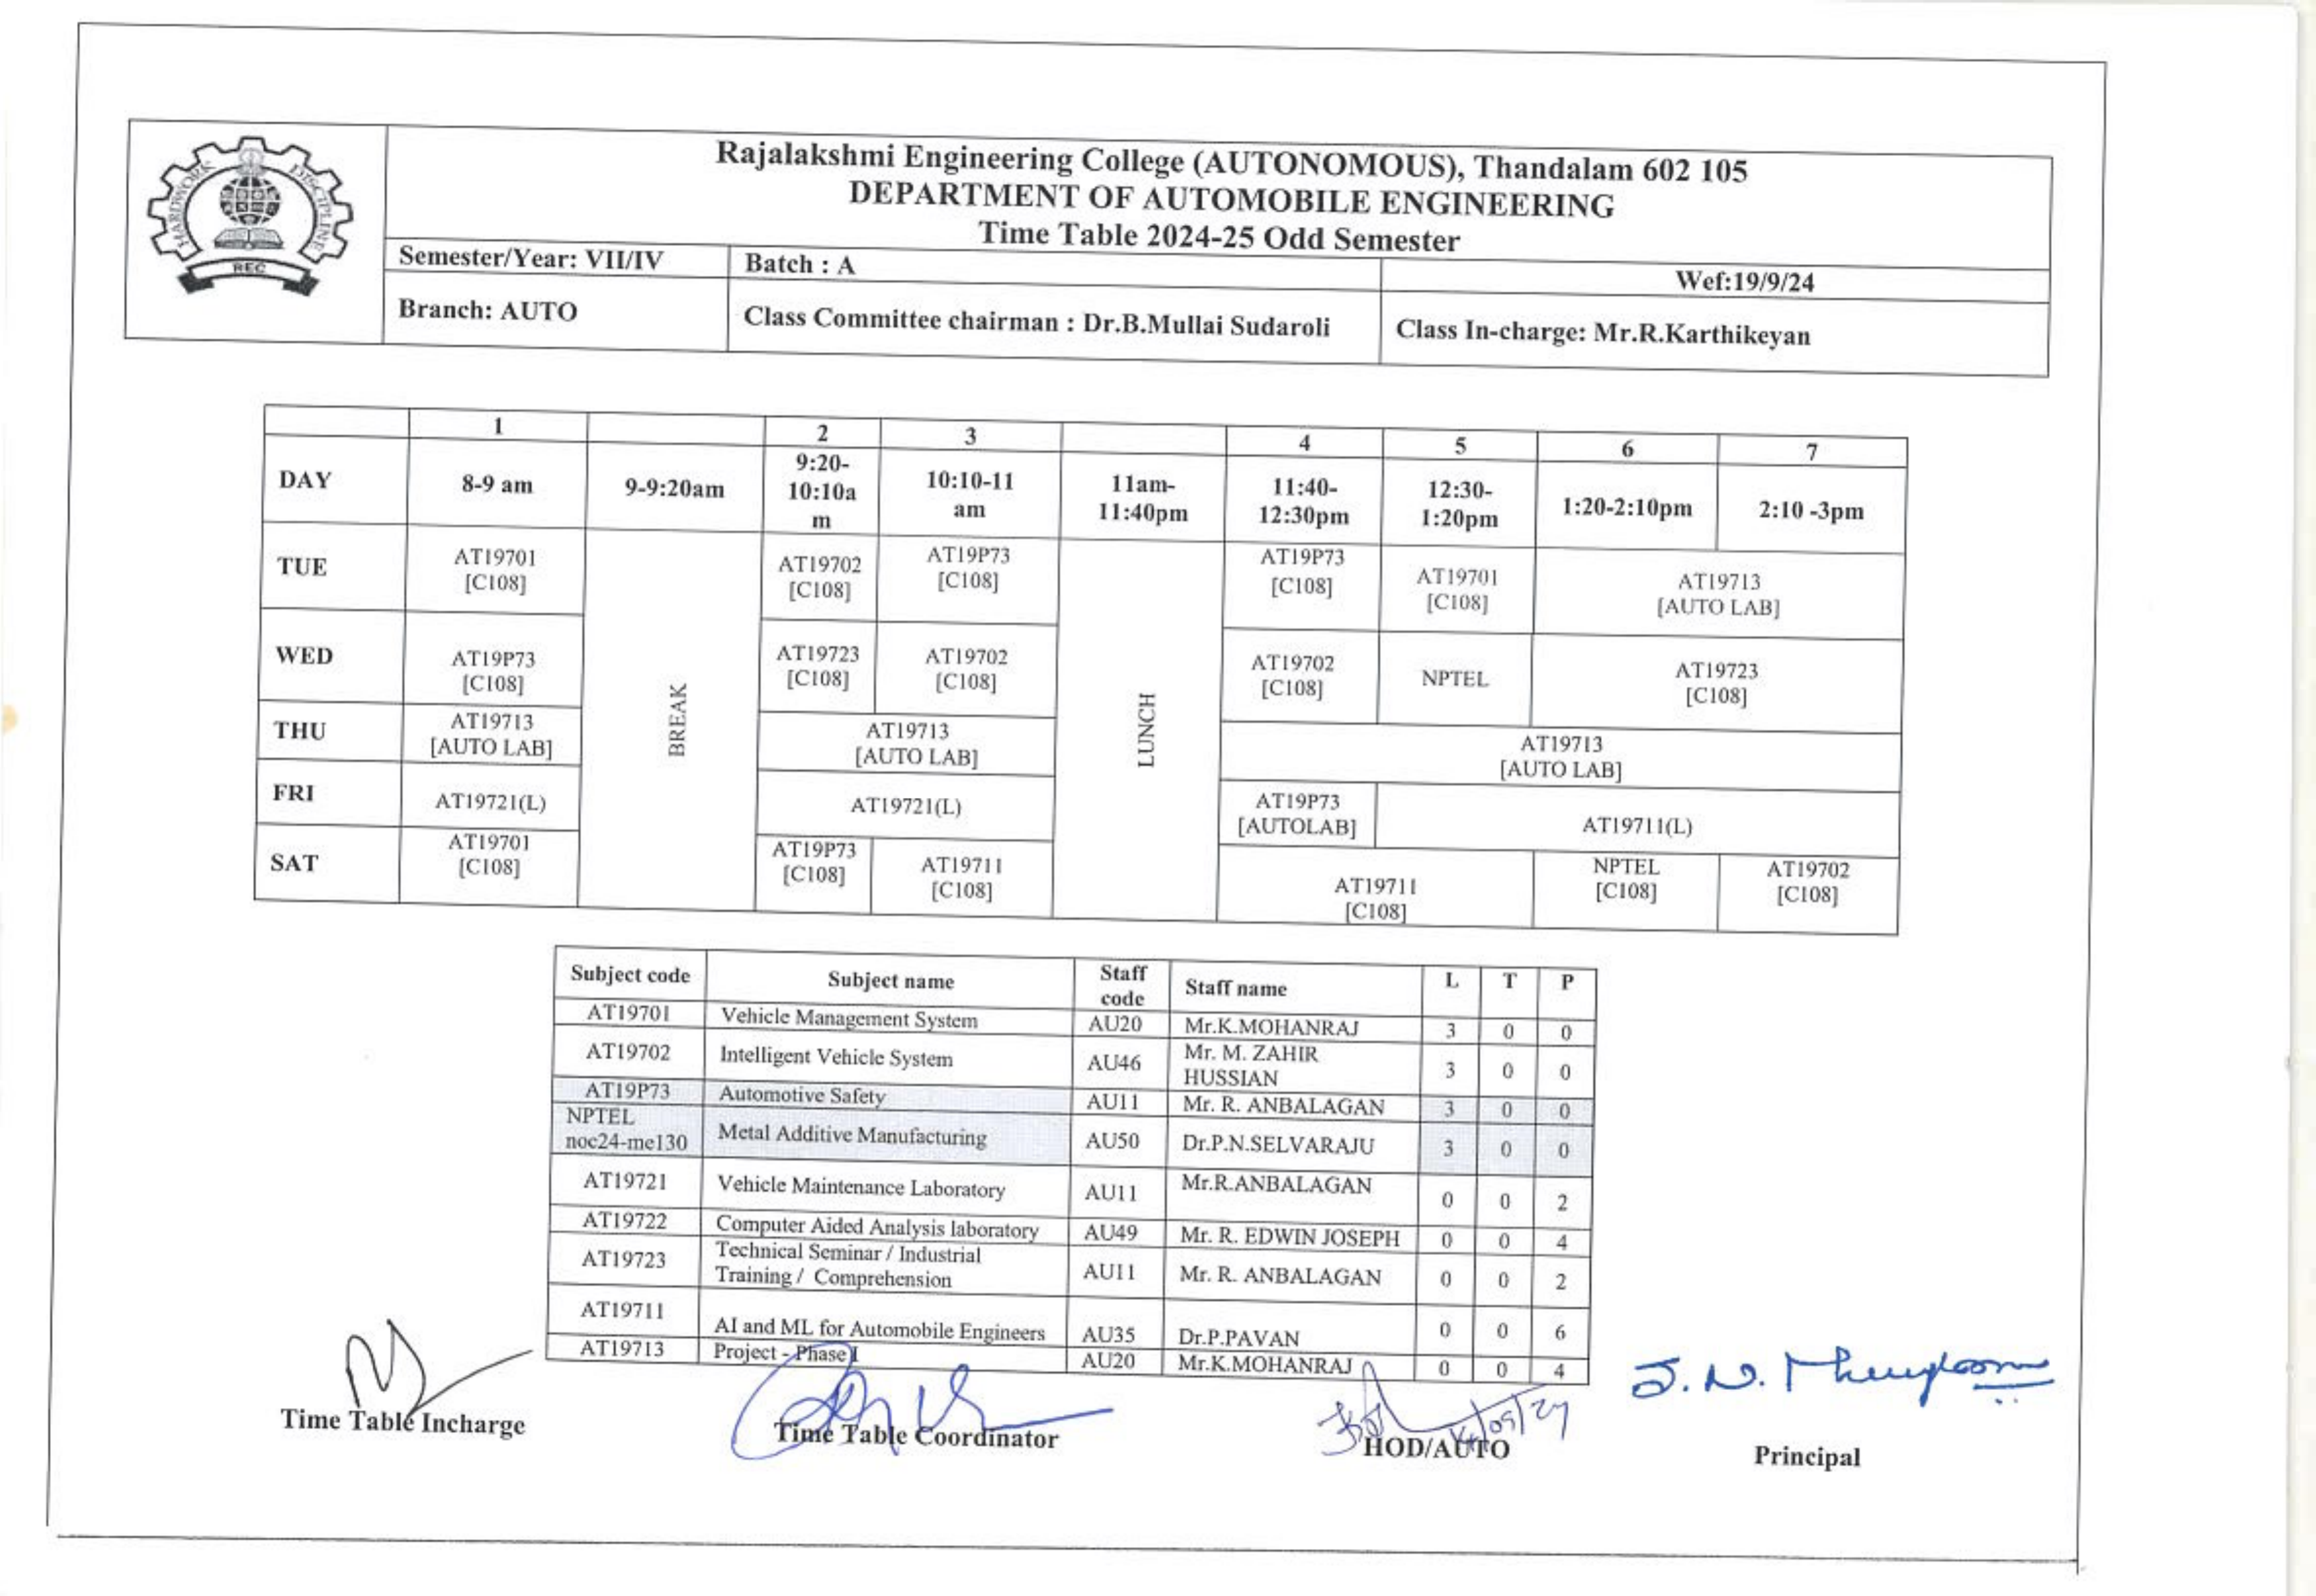 HARDWORK DISCIPLINE
REC
Rajalakshmi Engineering College (AUTONOMOUS), Thandalam 602 105
DEPARTMENT OF AUTOMOBILE ENGINEERING
Time Table 2024-25 Odd Semester
Semester/Year: VII/IV Batch : A Wef:19/9/24
Branch: AUTO Class Committee chairman : Dr.B.Mullai Sudaroli Class In-charge: Mr.R.Karthikeyan
1 2 3 4 5 6 7
DAY 8-9 am 9-9:20am 9:20-10:10am 10:10-11 am 11am-11:40pm 11:40-12:30pm 12:30-1:20pm 1:20-2:10pm 2:10 -3pm
TUE AT19701 [C108] AT19702 [C108] AT19P73 [C108] AT19P73 [C108] AT19701 [C108] AT19713 [AUTO LAB]
WED AT19P73 [C108] AT19723 [C108] AT19702 [C108] AT19702 [C108] NPTEL AT19723 [C108]
BREAK
LUNCH
THU AT19713 [AUTO LAB] AT19713 [AUTO LAB] AT19713 [AUTO LAB]
FRI AT19721(L) AT19721(L) AT19P73 [AUTOLAB] AT19711(L)
SAT AT19701 [C108] AT19P73 [C108] AT19711 [C108] AT19711 [C108] NPTEL [C108] AT19702 [C108]
Subject code Subject name Staff code Staff name L T P
AT19701 Vehicle Management System AU20 Mr.K.MOHANRAJ 3 0 0
AT19702 Intelligent Vehicle System AU46 Mr. M. ZAHIR HUSSIAN 3 0 0
AT19P73 Automotive Safety AU11 Mr. R. ANBALAGAN 3 0 0
NPTEL noc24-me130 Metal Additive Manufacturing AU50 Dr.P.N.SELVARAJU 3 0 0
AT19721 Vehicle Maintenance Laboratory AU11 Mr.R.ANBALAGAN 0 0 2
AT19722 Computer Aided Analysis laboratory AU49 Mr. R. EDWIN JOSEPH 0 0 4
AT19723 Technical Seminar / Industrial Training / Comprehension AU11 Mr. R. ANBALAGAN 0 0 2
AT19711 AI and ML for Automobile Engineers AU35 Dr.P.PAVAN 0 0 6
AT19713 Project - Phase I AU20 Mr.K.MOHANRAJ 0 0 4
Time Table Incharge
Time Table Coordinator
HOD/AUTO
Principal